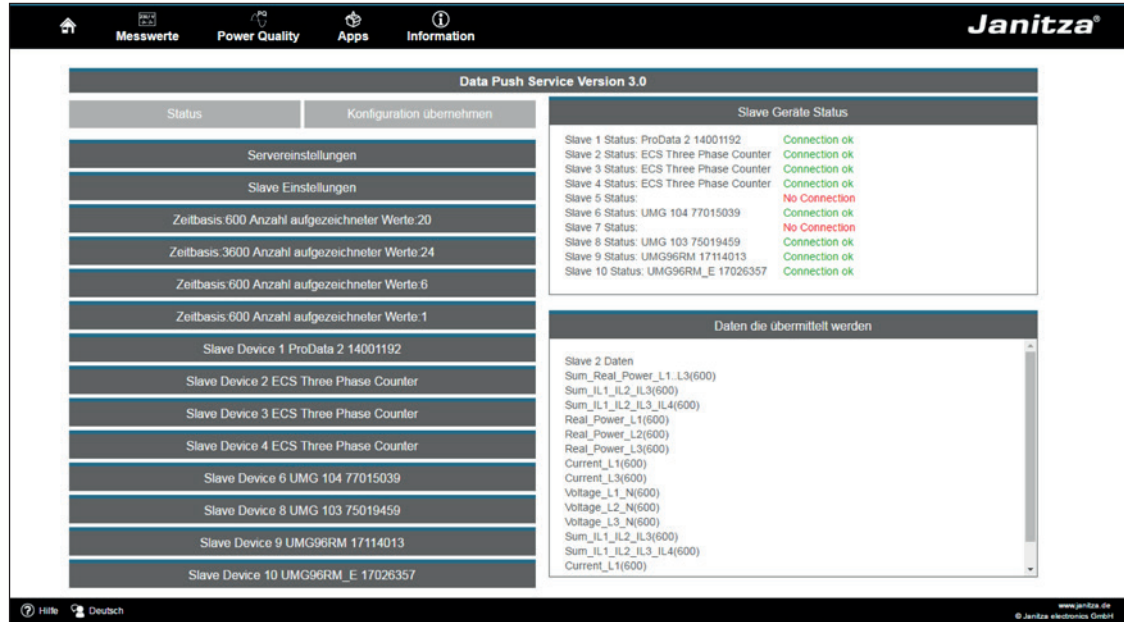 Messwerte
Power Quality
Apps
Information
Janitza®
Data Push Service Version 3.0
Status
Konfiguration übernehmen
Servereinstellungen
Slave Einstellungen
Zeitbasis:600 Anzahl aufgezeichneter Werte:20
Zeitbasis:3600 Anzahl aufgezeichneter Werte:24
Zeitbasis:600 Anzahl aufgezeichneter Werte:6
Zeitbasis:600 Anzahl aufgezeichneter Werte:1
Slave Device 1 ProData 2 14001192
Slave Device 2 ECS Three Phase Counter
Slave Device 3 ECS Three Phase Counter
Slave Device 4 ECS Three Phase Counter
Slave Device 6 UMG 104 77015039
Slave Device 8 UMG 103 75019459
Slave Device 9 UMG96RM 17114013
Slave Device 10 UMG96RM_E 17026357
Slave Geräte Status
Slave 1 Status: ProData 2 14001192 Connection ok
Slave 2 Status: ECS Three Phase Counter Connection ok
Slave 3 Status: ECS Three Phase Counter Connection ok
Slave 4 Status: ECS Three Phase Counter Connection ok
Slave 5 Status: No Connection
Slave 6 Status: UMG 104 77015039 Connection ok
Slave 7 Status: No Connection
Slave 8 Status: UMG 103 75019459 Connection ok
Slave 9 Status: UMG96RM 17114013 Connection ok
Slave 10 Status: UMG96RM_E 17026357 Connection ok
Daten die übermittelt werden
Slave 2 Daten
Sum_Real_Power_L1..L3(600)
Sum_IL1_IL2_IL3(600)
Sum_IL1_IL2_IL3_IL4(600)
Real_Power_L1(600)
Real_Power_L2(600)
Real_Power_L3(600)
Current_L1(600)
Current_L3(600)
Voltage_L1_N(600)
Voltage_L2_N(600)
Voltage_L3_N(600)
Sum_IL1_IL2_IL3(600)
Sum_IL1_IL2_IL3_IL4(600)
Current_L1(600)
Hilfe
Deutsch
www.janitza.de
© Janitza electronics GmbH